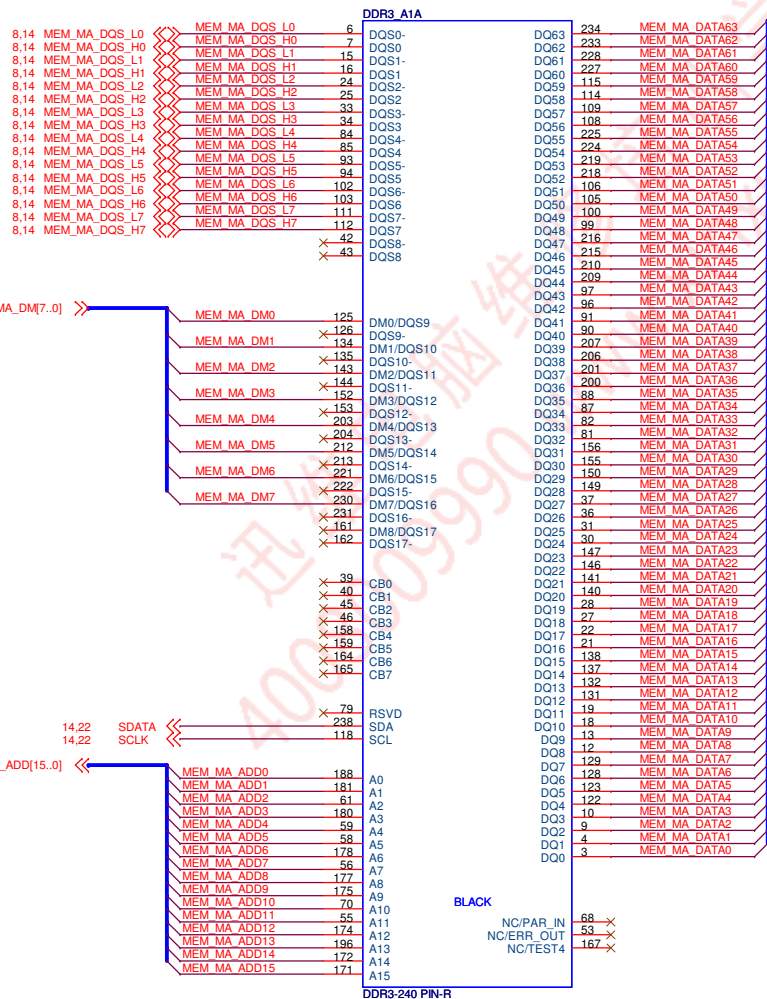 DDR3_A1A
8,14 MEM_MA_DQS_L0 MEM_MA_DQS_L0 6 DQS0-
8,14 MEM_MA_DQS_H0 MEM_MA_DQS_H0 7 DQS0
8,14 MEM_MA_DQS_L1 MEM_MA_DQS_L1 15 DQS1-
8,14 MEM_MA_DQS_H1 MEM_MA_DQS_H1 16 DQS1
8,14 MEM_MA_DQS_L2 MEM_MA_DQS_L2 24 DQS2-
8,14 MEM_MA_DQS_H2 MEM_MA_DQS_H2 25 DQS2
8,14 MEM_MA_DQS_L3 MEM_MA_DQS_L3 33 DQS3-
8,14 MEM_MA_DQS_H3 MEM_MA_DQS_H3 34 DQS3
8,14 MEM_MA_DQS_L4 MEM_MA_DQS_L4 84 DQS4-
8,14 MEM_MA_DQS_H4 MEM_MA_DQS_H4 85 DQS4
8,14 MEM_MA_DQS_L5 MEM_MA_DQS_L5 93 DQS5-
8,14 MEM_MA_DQS_H5 MEM_MA_DQS_H5 94 DQS5
8,14 MEM_MA_DQS_L6 MEM_MA_DQS_L6 102 DQS6-
8,14 MEM_MA_DQS_H6 MEM_MA_DQS_H6 103 DQS6
8,14 MEM_MA_DQS_L7 MEM_MA_DQS_L7 111 DQS7-
8,14 MEM_MA_DQS_H7 MEM_MA_DQS_H7 112 DQS7
42 DQS8-
43 DQS8
MA_DM[7..0]
MEM_MA_DM0 125 DM0/DQS9
126 DQS9-
MEM_MA_DM1 134 DM1/DQS10
135 DQS10-
MEM_MA_DM2 143 DM2/DQS11
144 DQS11-
MEM_MA_DM3 152 DM3/DQS12
153 DQS12-
MEM_MA_DM4 203 DM4/DQS13
204 DQS13-
MEM_MA_DM5 212 DM5/DQS14
213 DQS14-
MEM_MA_DM6 221 DM6/DQS15
222 DQS15-
MEM_MA_DM7 230 DM7/DQS16
231 DQS16-
161 DM8/DQS17
162 DQS17-
39 CB0
40 CB1
45 CB2
46 CB3
158 CB4
159 CB5
164 CB6
165 CB7
79 RSVD
14,22 SDATA 238 SDA
14,22 SCLK 118 SCL
_ADD[15..0]
MEM_MA_ADD0 188 A0
MEM_MA_ADD1 181 A1
MEM_MA_ADD2 61 A2
MEM_MA_ADD3 180 A3
MEM_MA_ADD4 59 A4
MEM_MA_ADD5 58 A5
MEM_MA_ADD6 178 A6
MEM_MA_ADD7 56 A7
MEM_MA_ADD8 177 A8
MEM_MA_ADD9 175 A9
MEM_MA_ADD10 70 A10
MEM_MA_ADD11 55 A11
MEM_MA_ADD12 174 A12
MEM_MA_ADD13 196 A13
MEM_MA_ADD14 172 A14
MEM_MA_ADD15 171 A15
DQ63 234 MEM_MA_DATA63
DQ62 233 MEM_MA_DATA62
DQ61 228 MEM_MA_DATA61
DQ60 227 MEM_MA_DATA60
DQ59 115 MEM_MA_DATA59
DQ58 114 MEM_MA_DATA58
DQ57 109 MEM_MA_DATA57
DQ56 108 MEM_MA_DATA56
DQ55 225 MEM_MA_DATA55
DQ54 224 MEM_MA_DATA54
DQ53 219 MEM_MA_DATA53
DQ52 218 MEM_MA_DATA52
DQ51 106 MEM_MA_DATA51
DQ50 105 MEM_MA_DATA50
DQ49 100 MEM_MA_DATA49
DQ48 99 MEM_MA_DATA48
DQ47 216 MEM_MA_DATA47
DQ46 215 MEM_MA_DATA46
DQ45 210 MEM_MA_DATA45
DQ44 209 MEM_MA_DATA44
DQ43 97 MEM_MA_DATA43
DQ42 96 MEM_MA_DATA42
DQ41 91 MEM_MA_DATA41
DQ40 90 MEM_MA_DATA40
DQ39 207 MEM_MA_DATA39
DQ38 206 MEM_MA_DATA38
DQ37 201 MEM_MA_DATA37
DQ36 200 MEM_MA_DATA36
DQ35 88 MEM_MA_DATA35
DQ34 87 MEM_MA_DATA34
DQ33 82 MEM_MA_DATA33
DQ32 81 MEM_MA_DATA32
DQ31 156 MEM_MA_DATA31
DQ30 155 MEM_MA_DATA30
DQ29 150 MEM_MA_DATA29
DQ28 149 MEM_MA_DATA28
DQ27 37 MEM_MA_DATA27
DQ26 36 MEM_MA_DATA26
DQ25 31 MEM_MA_DATA25
DQ24 30 MEM_MA_DATA24
DQ23 147 MEM_MA_DATA23
DQ22 146 MEM_MA_DATA22
DQ21 141 MEM_MA_DATA21
DQ20 140 MEM_MA_DATA20
DQ19 28 MEM_MA_DATA19
DQ18 27 MEM_MA_DATA18
DQ17 22 MEM_MA_DATA17
DQ16 21 MEM_MA_DATA16
DQ15 138 MEM_MA_DATA15
DQ14 137 MEM_MA_DATA14
DQ13 132 MEM_MA_DATA13
DQ12 131 MEM_MA_DATA12
DQ11 19 MEM_MA_DATA11
DQ10 18 MEM_MA_DATA10
DQ9 13 MEM_MA_DATA9
DQ8 12 MEM_MA_DATA8
DQ7 129 MEM_MA_DATA7
DQ6 128 MEM_MA_DATA6
DQ5 123 MEM_MA_DATA5
DQ4 122 MEM_MA_DATA4
DQ3 10 MEM_MA_DATA3
DQ2 9 MEM_MA_DATA2
DQ1 4 MEM_MA_DATA1
DQ0 3 MEM_MA_DATA0
BLACK
NC/PAR_IN 68
NC/ERR_OUT 53
NC/TEST4 167
DDR3-240 PIN-R